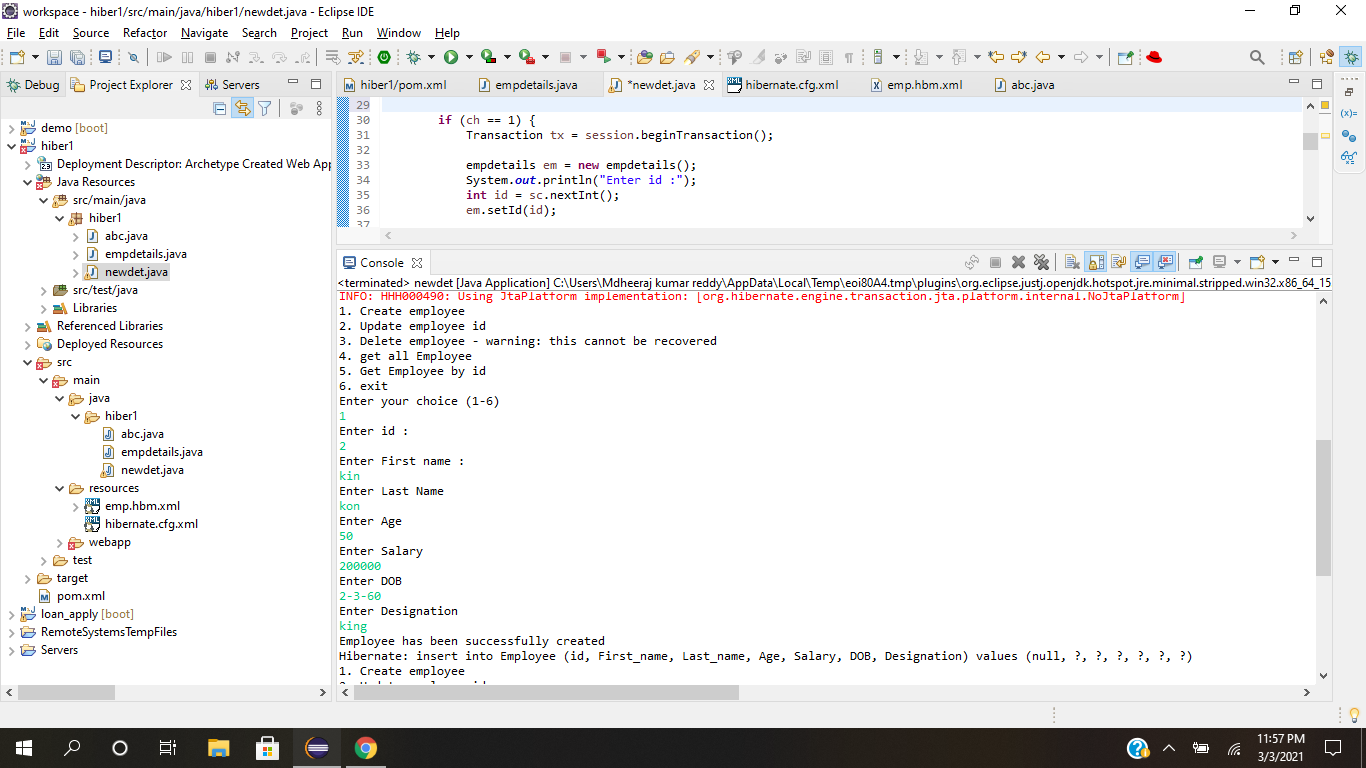 workspace - hiber1/src/main/java/hiber1/newdet.java - Eclipse IDE
File Edit Source Refactor Navigate Search Project Run Window Help
Debug Project Explorer Servers
hiber1/pom.xml empdetails.java *newdet.java hibernate.cfg.xml emp.hbm.xml abc.java
demo [boot]
hiber1
Deployment Descriptor: Archetype Created Web App
Java Resources
src/main/java
hiber1
abc.java
empdetails.java
newdet.java
src/test/java
Libraries
Referenced Libraries
Deployed Resources
src
main
java
hiber1
abc.java
empdetails.java
newdet.java
resources
emp.hbm.xml
hibernate.cfg.xml
webapp
test
target
pom.xml
loan_apply [boot]
RemoteSystemsTempFiles
Servers
29
30 if (ch == 1) {
31 Transaction tx = session.beginTransaction();
32
33 empdetails em = new empdetails();
34 System.out.println("Enter id :");
35 int id = sc.nextInt();
36 em.setId(id);
37
Console
<terminated> newdet [Java Application] C:\Users\Mdheeraj kumar reddy\AppData\Local\Temp\eoi80A4.tmp\plugins\org.eclipse.justj.openjdk.hotspot.jre.minimal.stripped.win32.x86_64_15
INFO: HHH000490: Using JtaPlatform implementation: [org.hibernate.engine.transaction.jta.platform.internal.NoJtaPlatform]
1. Create employee
2. Update employee id
3. Delete employee - warning: this cannot be recovered
4. get all Employee
5. Get Employee by id
6. exit
Enter your choice (1-6)
1
Enter id :
2
Enter First name :
kin
Enter Last Name
kon
Enter Age
50
Enter Salary
200000
Enter DOB
2-3-60
Enter Designation
king
Employee has been successfully created
Hibernate: insert into Employee (id, First_name, Last_name, Age, Salary, DOB, Designation) values (null, ?, ?, ?, ?, ?, ?)
1. Create employee
2. Update employee id
11:57 PM
3/3/2021